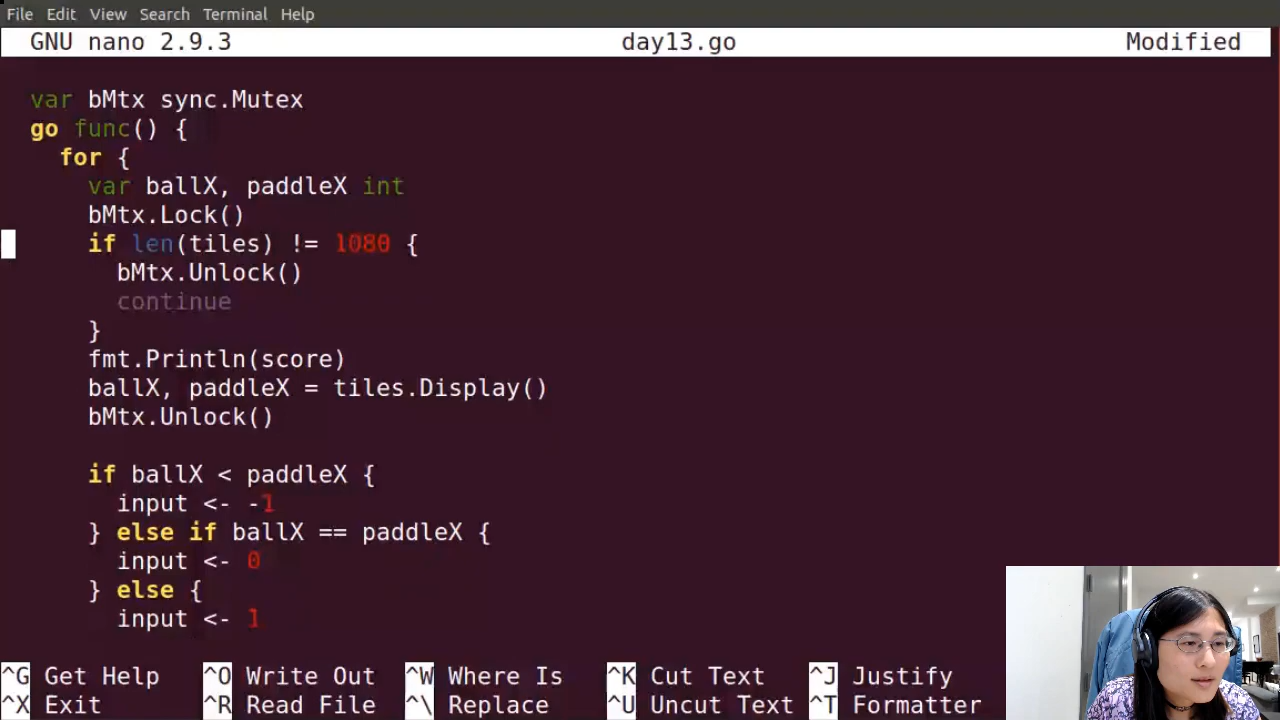 File Edit View Search Terminal Help
GNU nano 2.9.3 day13.go Modified
var bMtx sync.Mutex
go func() {
for {
var ballX, paddleX int
bMtx.Lock()
if len(tiles) != 1080 {
bMtx.Unlock()
continue
}
fmt.Println(score)
ballX, paddleX = tiles.Display()
bMtx.Unlock()
if ballX < paddleX {
input <- -1
} else if ballX == paddleX {
input <- 0
} else {
input <- 1
^G Get Help ^O Write Out ^W Where Is ^K Cut Text ^J Justify
^X Exit ^R Read File ^\ Replace ^U Uncut Text ^T Formatter